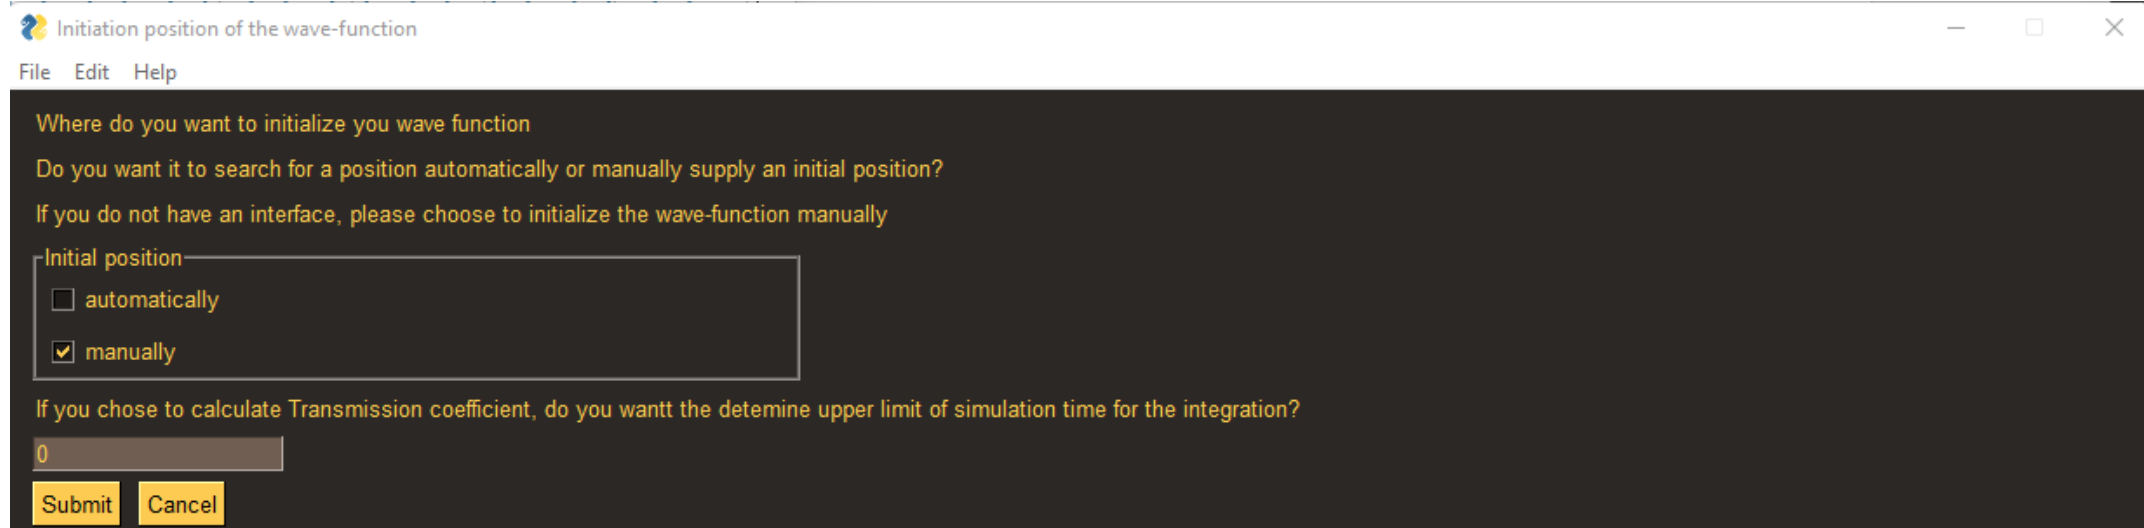 Initiation position of the wave-function
File Edit Help
Where do you want to initialize you wave function
Do you want it to search for a position automatically or manually supply an initial position?
If you do not have an interface, please choose to initialize the wave-function manually
Initial position
automatically
manually
If you chose to calculate Transmission coefficient, do you wantt the detemine upper limit of simulation time for the integration?
0
Submit Cancel